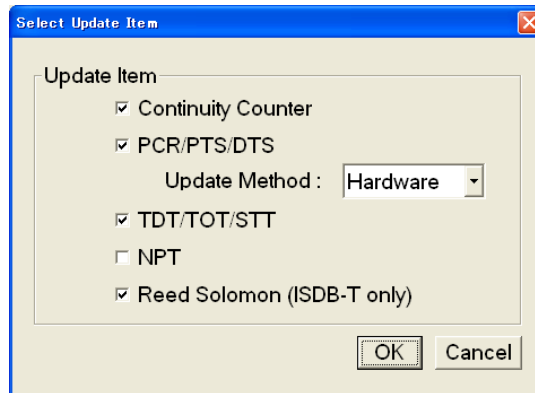 Select Update Item
Update Item
Continuity Counter
PCR/PTS/DTS
Update Method : Hardware
TDT/TOT/STT
NPT
Reed Solomon (ISDB-T only)
OK Cancel